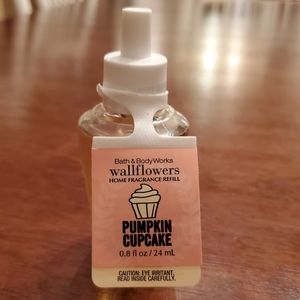 Bath & Body Works
wallflowers
HOME FRAGRANCE REFILL
PUMPKIN
CUPCAKE
0.8 fl oz / 24 mL
CAUTION: EYE IRRITANT.
READ INSIDE CAREFULLY.